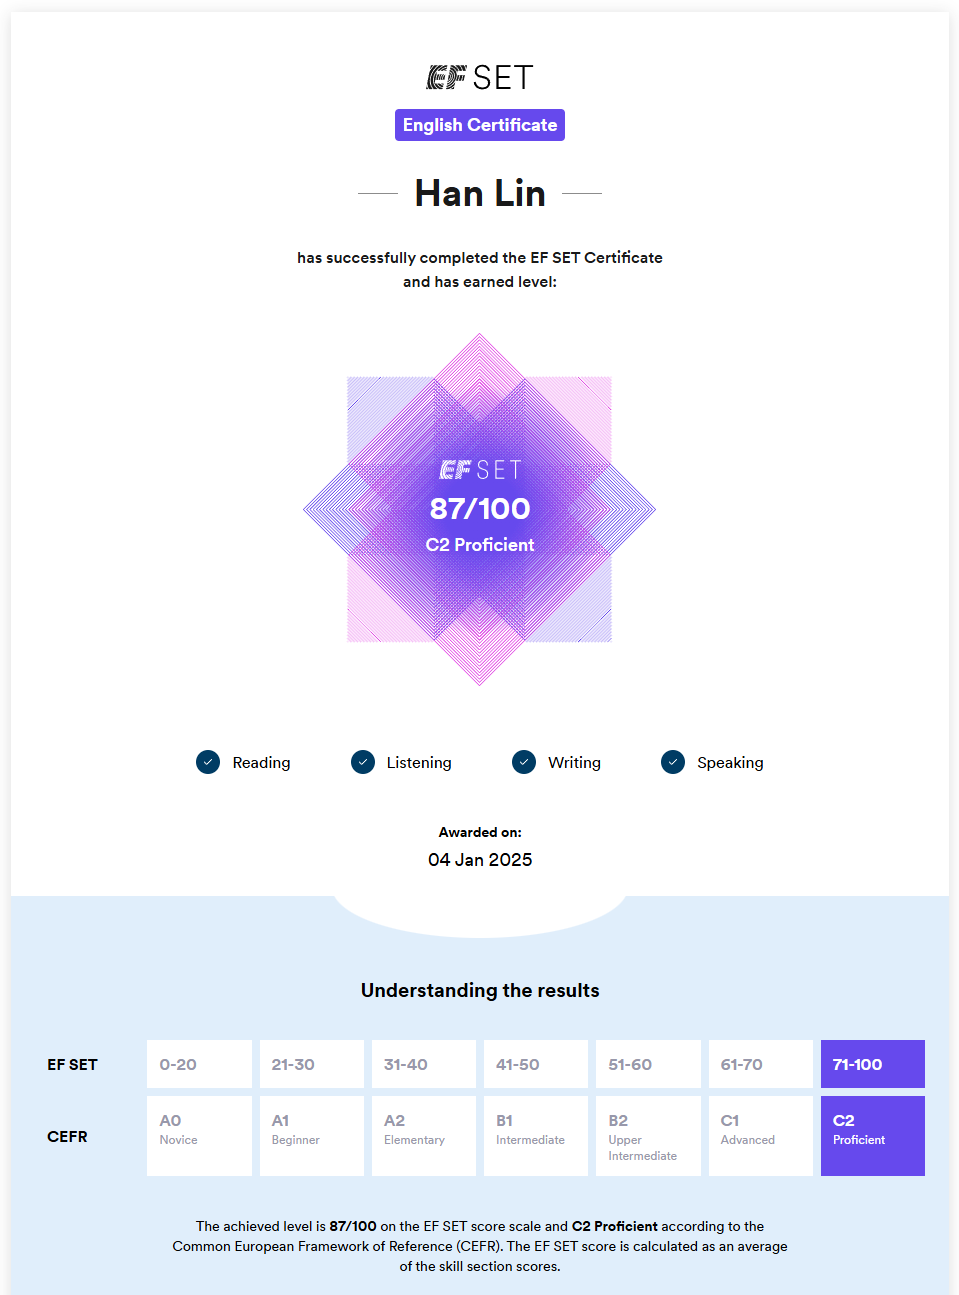 EF SET
English Certificate
Han Lin
has successfully completed the EF SET Certificate
and has earned level:
EF SET
87/100
C2 Proficient
Reading Listening Writing Speaking
Awarded on:
04 Jan 2025
Understanding the results
EF SET 0-20 21-30 31-40 41-50 51-60 61-70 71-100
CEFR
A0 A1 A2 B1 B2 C1 C2
Novice Beginner Elementary Intermediate Upper Advanced Proficient
Intermediate
The achieved level is 87/100 on the EF SET score scale and C2 Proficient according to the
Common European Framework of Reference (CEFR). The EF SET score is calculated as an average
of the skill section scores.